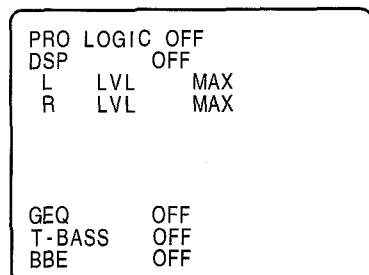 PRO LOGIC OFF
DSP OFF
L LVL MAX
R LVL MAX
GEQ OFF
T-BASS OFF
BBE OFF